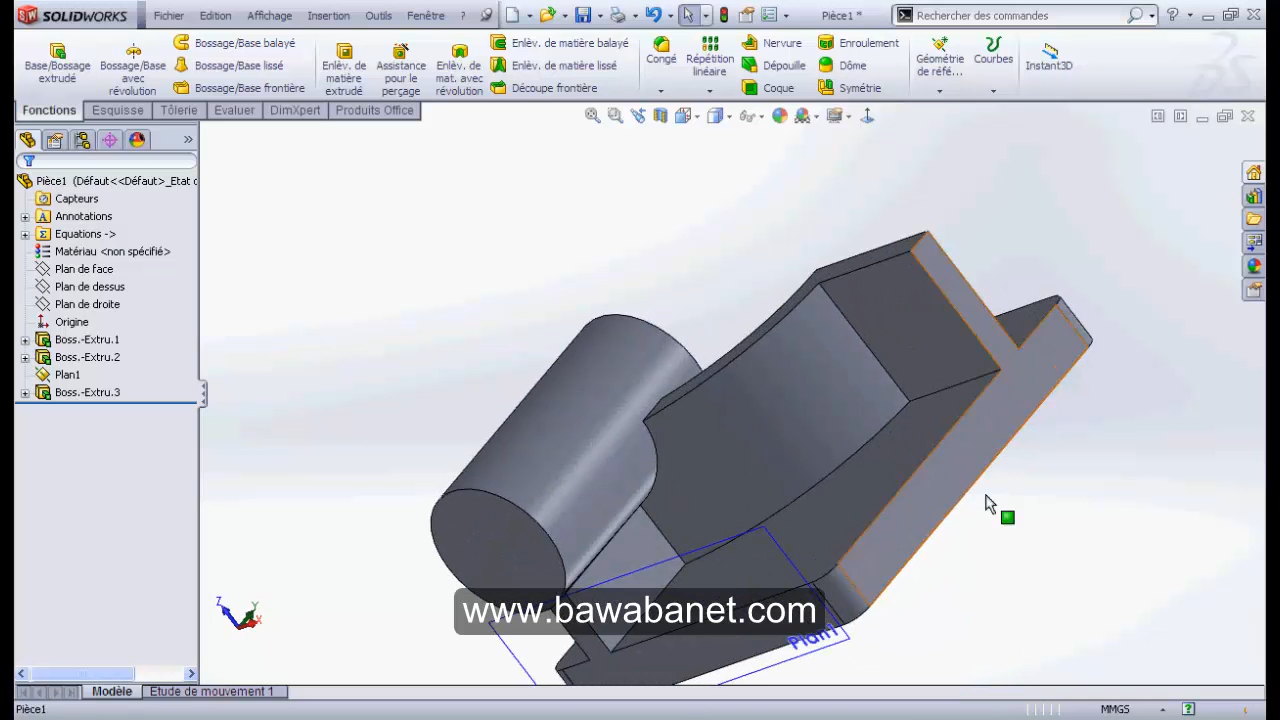 SOLIDWORKS Fichier Edition Affichage Insertion Outils Fenêtre ? Pièce1 * Rechercher des commandes ?
Base/Bossage extrudé
Bossage/Base avec révolution
Bossage/Base balayé
Bossage/Base lissé
Bossage/Base frontière
Enlèv. de matière extrudé
Assistance pour le perçage
Enlèv. de mat. avec révolution
Enlèv. de matière balayé
Enlèv. de matière lissé
Découpe frontière
Congé
Répétition linéaire
Nervure
Dépouille
Coque
Enroulement
Dôme
Symétrie
Géométrie de réfé...
Courbes
Instant3D
Fonctions Esquisse Tôlerie Evaluer DimXpert Produits Office
Pièce1 (Défaut<<Défaut>_Etat d
Capteurs
Annotations
Equations ->
Matériau <non spécifié>
Plan de face
Plan de dessus
Plan de droite
Origine
Boss.-Extru.1
Boss.-Extru.2
Plan1
Boss.-Extru.3
Z Y X
www.bawabanet.com
Plan1
Modèle Etude de mouvement 1
Pièce1 MMGS ?